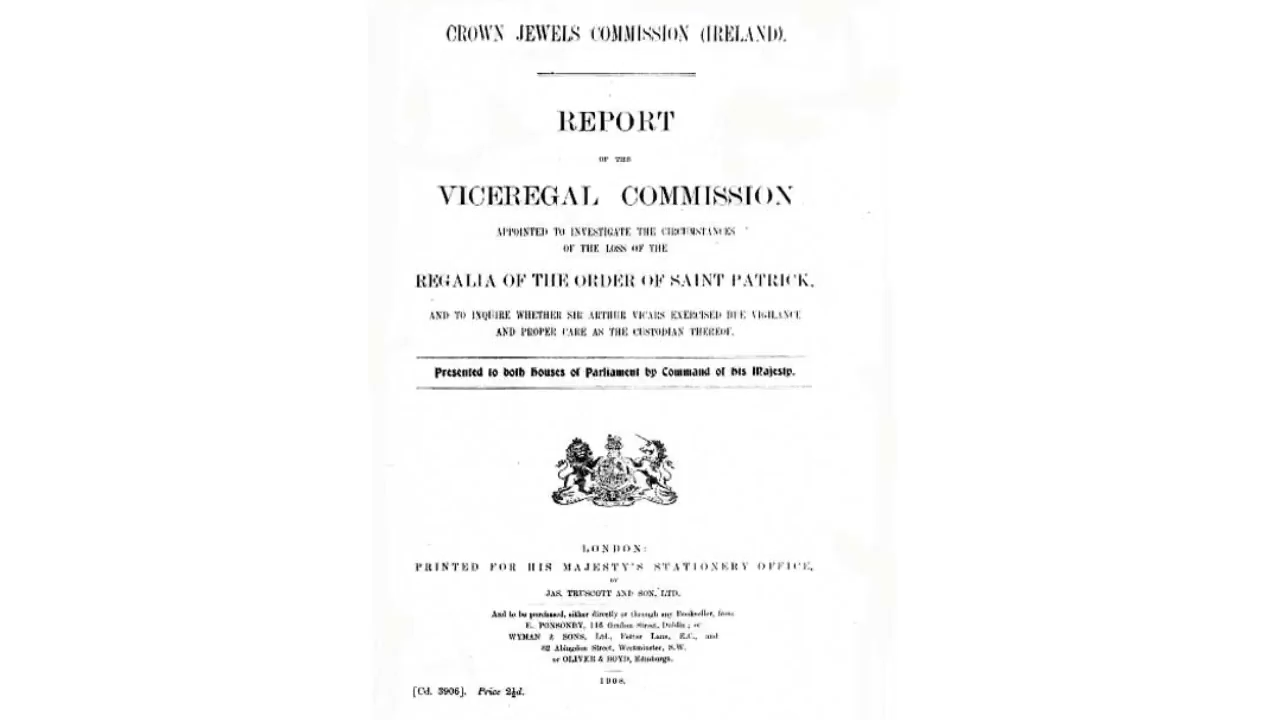 CROWN JEWELS COMMISSION (IRELAND).
REPORT
OF THE
VICEREGAL COMMISSION
APPOINTED TO INVESTIGATE THE CIRCUMSTANCES
OF THE LOSS OF THE
REGALIA OF THE ORDER OF SAINT PATRICK,
AND TO INQUIRE WHETHER SIR ARTHUR VICARS EXERCISED DUE VIGILANCE
AND PROPER CARE AS THE CUSTODIAN THEREOF.
Presented to both Houses of Parliament by Command of His Majesty.
LONDON:
PRINTED FOR HIS MAJESTY'S STATIONERY OFFICE,
BY
JAS. TRUSCOTT AND SON, LTD.
And to be purchased, either directly or through any Bookseller, from
E. PONSONBY, 116 Grafton Street, Dublin; or
WYMAN & SONS, Ltd., Fetter Lane, E.C., and
32 Abingdon Street, Westminster, S.W.
or OLIVER & BOYD, Edinburgh.
1908.
[Cd. 3906]. Price 2½d.